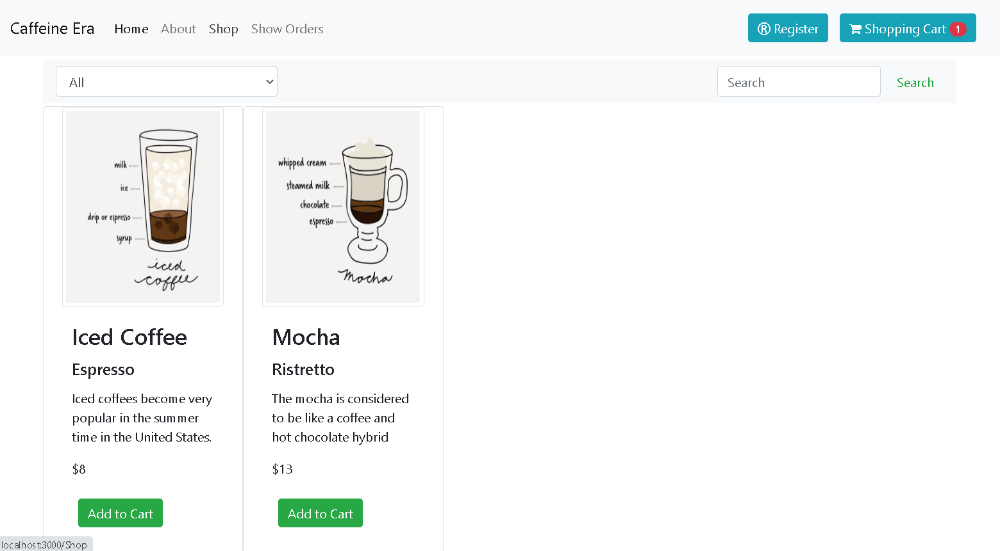 Caffeine Era Home About Shop Show Orders ® Register Shopping Cart 1
All Search Search
milk
ice
drip or espresso
syrup
iced
coffee
whipped cream
steamed milk
chocolate
espresso
Mocha
Iced Coffee
Espresso
Iced coffees become very
popular in the summer
time in the United States.
$8
Add to Cart
Mocha
Ristretto
The mocha is considered
to be like a coffee and
hot chocolate hybrid
$13
Add to Cart
localhost:3000/Shop